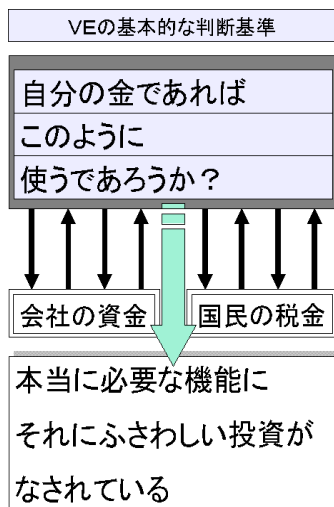 VEの基本的な判断基準
自分の金であれば
このように
使うであろうか?
会社の資金
国民の税金
本当に必要な機能に
それにふさわしい投資が
なされている